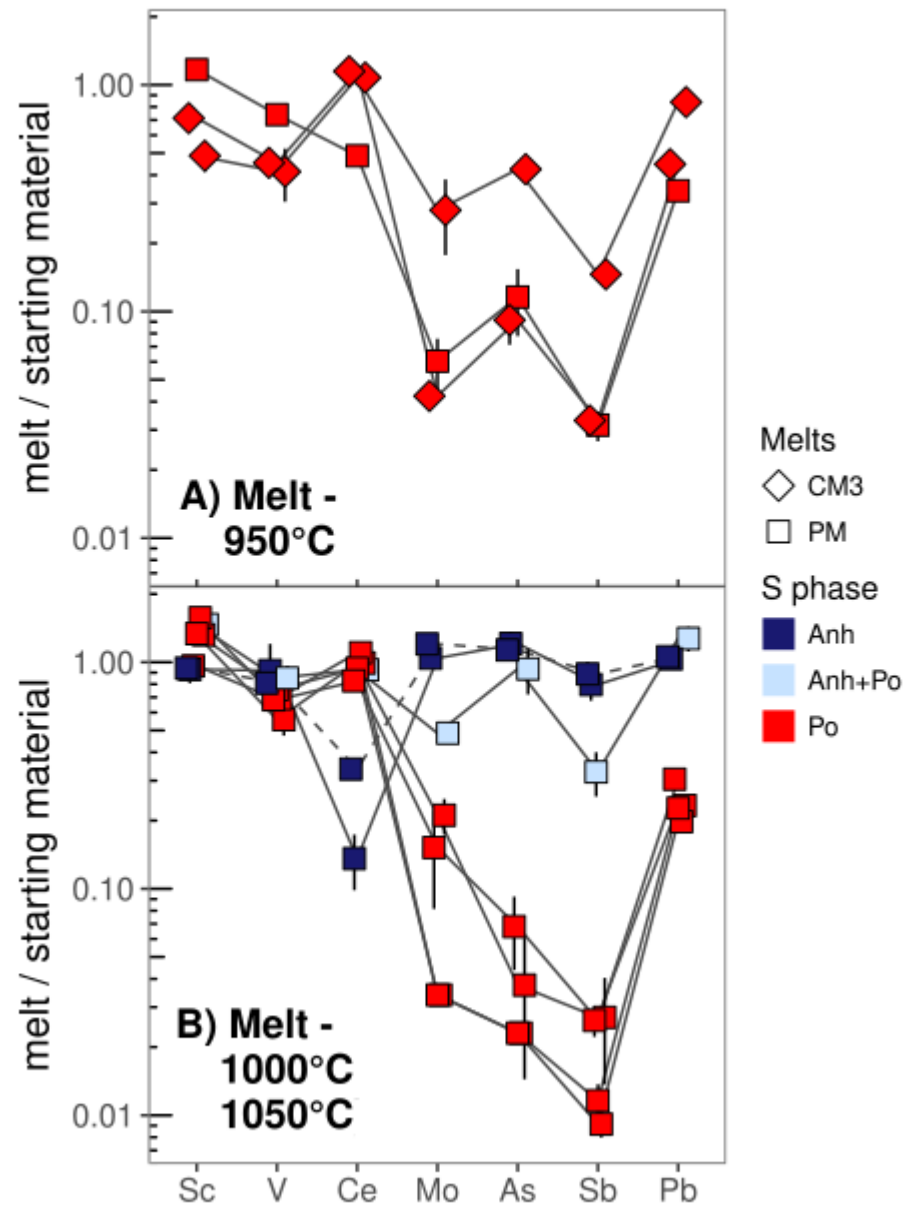 melt / starting material
1.00
0.10
0.01
A) Melt -
950°C
Melts
CM3
PM
S phase
Anh
Anh+Po
Po
melt / starting material
1.00
0.10
0.01
B) Melt -
1000°C
1050°C
Sc V Ce Mo As Sb Pb